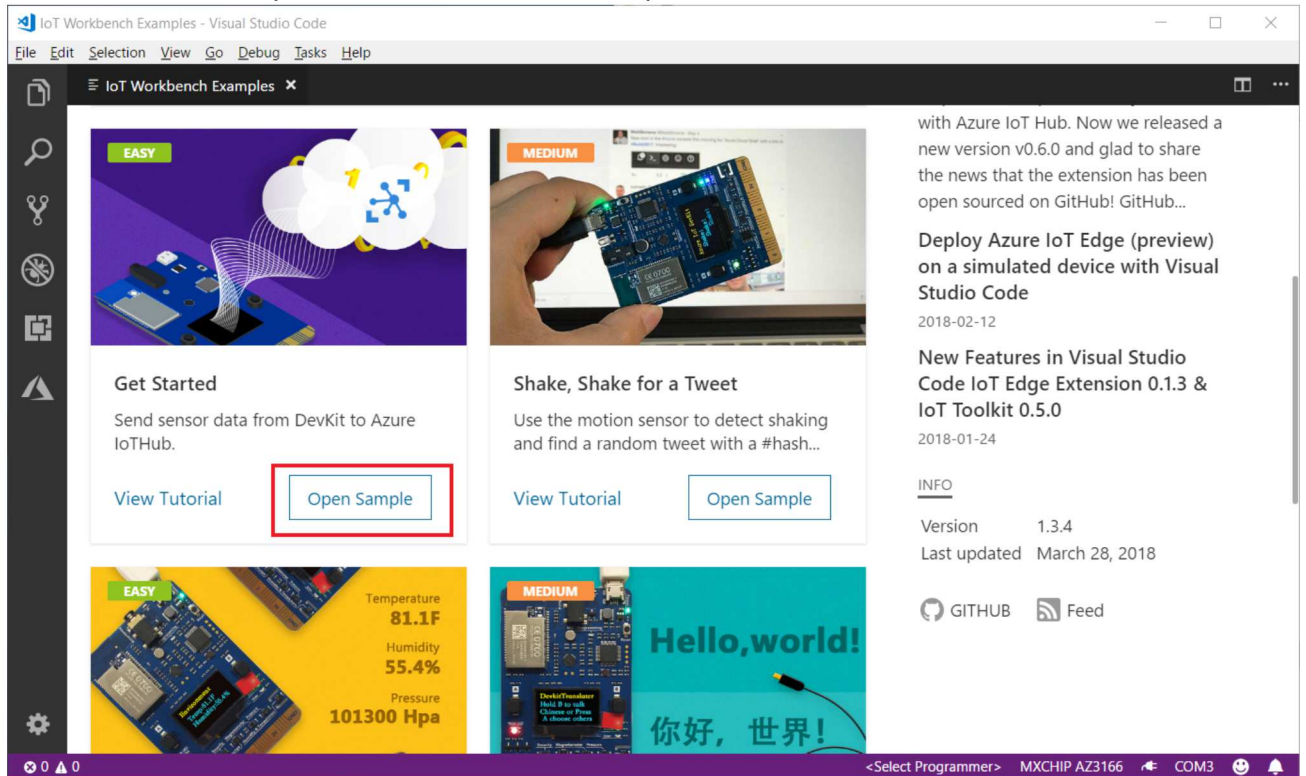 IoT Workbench Examples - Visual Studio Code
File Edit Selection View Go Debug Tasks Help
IoT Workbench Examples
EASY
Get Started
Send sensor data from DevKit to Azure
IoTHub.
View Tutorial
Open Sample
MEDIUM
Shake, Shake for a Tweet
Use the motion sensor to detect shaking
and find a random tweet with a #hash...
View Tutorial
Open Sample
EASY
Temperature
81.1F
Humidity
55.4%
Pressure
101300 Hpa
MEDIUM
DevkitTranslator
Hold B to talk
Chinese or Press
A choose others
Hello,world!
你好，世界！
with Azure IoT Hub. Now we released a
new version v0.6.0 and glad to share
the news that the extension has been
open sourced on GitHub! GitHub...
Deploy Azure IoT Edge (preview)
on a simulated device with Visual
Studio Code
2018-02-12
New Features in Visual Studio
Code IoT Edge Extension 0.1.3 &
IoT Toolkit 0.5.0
2018-01-24
INFO
Version 1.3.4
Last updated March 28, 2018
GITHUB Feed
0 0 <Select Programmer> MXCHIP AZ3166 COM3